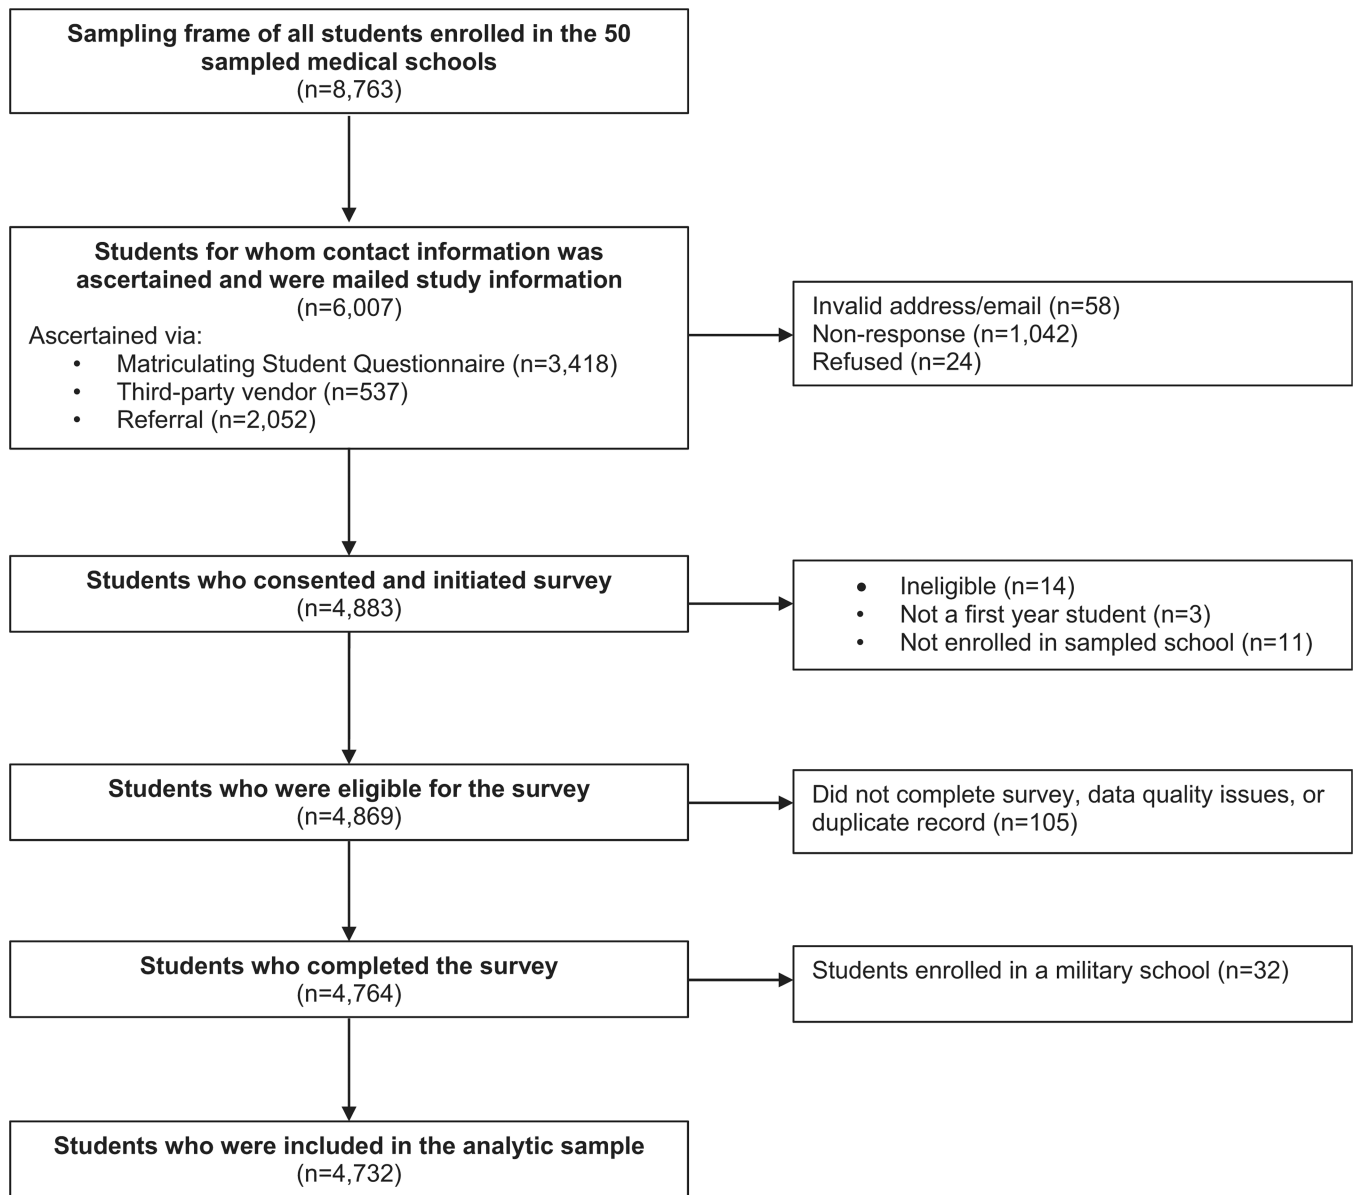 Sampling frame of all students enrolled in the 50
sampled medical schools
(n=8,763)
Students for whom contact information was
ascertained and were mailed study information
(n=6,007)
Ascertained via:
• Matriculating Student Questionnaire (n=3,418)
• Third-party vendor (n=537)
• Referral (n=2,052)
Invalid address/email (n=58)
Non-response (n=1,042)
Refused (n=24)
Students who consented and initiated survey
(n=4,883)
• Ineligible (n=14)
• Not a first year student (n=3)
• Not enrolled in sampled school (n=11)
Students who were eligible for the survey
(n=4,869)
Did not complete survey, data quality issues, or
duplicate record (n=105)
Students who completed the survey
(n=4,764)
Students enrolled in a military school (n=32)
Students who were included in the analytic sample
(n=4,732)